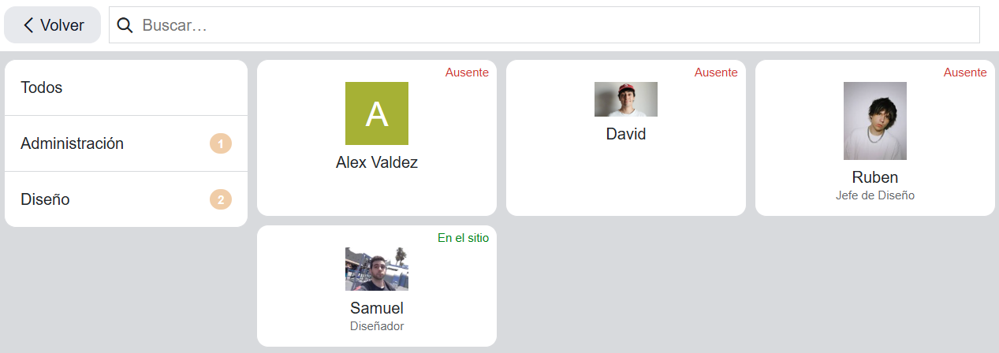 Volver
Buscar…
Todos
Administración 1
Diseño 2
Ausente
A
Alex Valdez
Ausente
David
Ausente
Ruben
Jefe de Diseño
En el sitio
Samuel
Diseñador